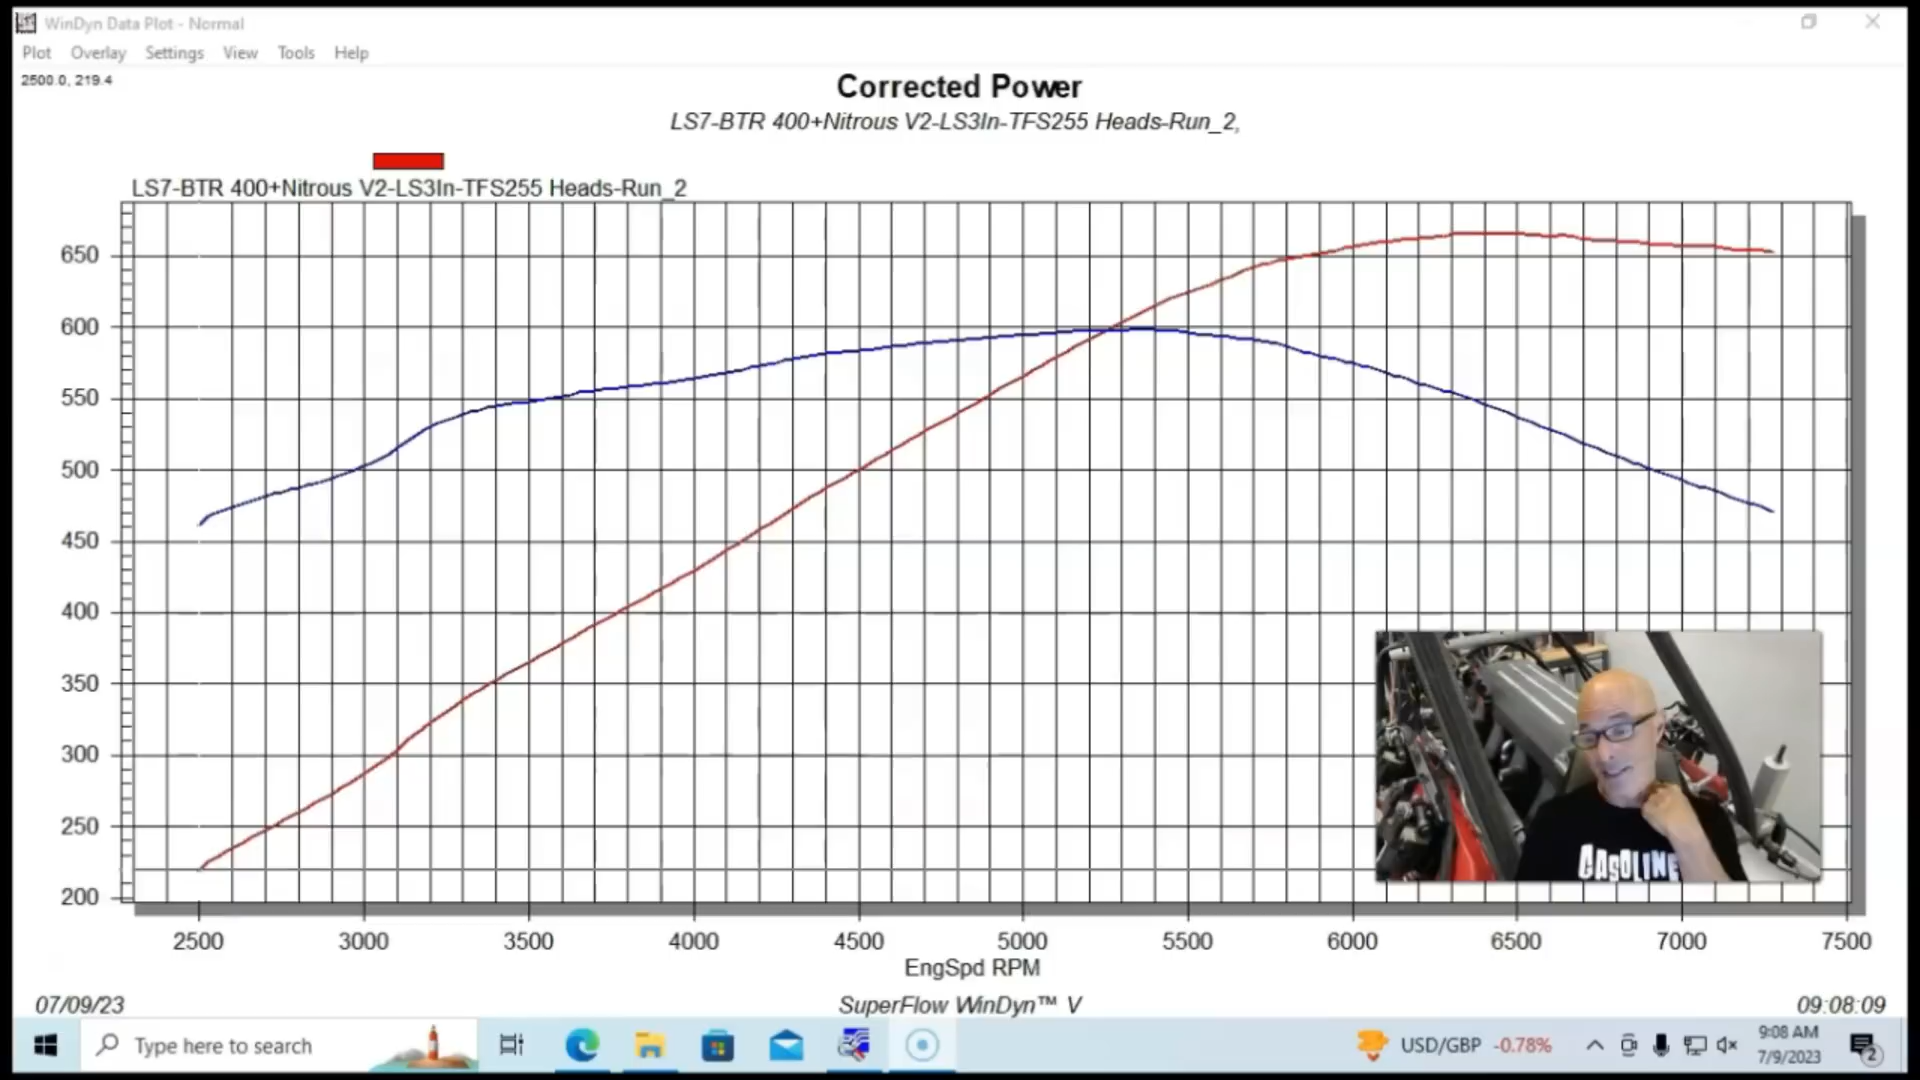 WinDyn Data Plot - Normal
Plot Overlay Settings View Tools Help
2500.0, 219.4
Corrected Power
LS7-BTR 400+Nitrous V2-LS3In-TFS255 Heads-Run_2,
LS7-BTR 400+Nitrous V2-LS3In-TFS255 Heads-Run_2
650
600
550
500
450
400
350
300
250
200
2500 3000 3500 4000 4500 5000 5500 6000 6500 7000 7500
EngSpd RPM
GASOLINE
07/09/23 SuperFlow WinDyn™ V 09:08:09
Type here to search USD/GBP -0.78% 9:08 AM
7/9/2023 2